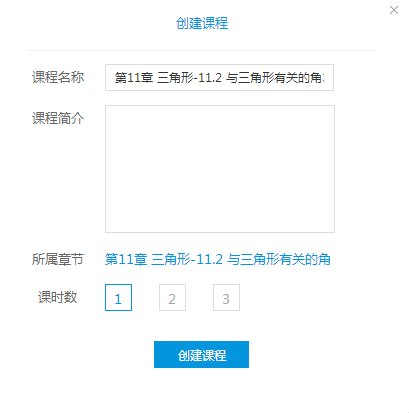 创建课程
课程名称 第11章 三角形-11.2 与三角形有关的角
课程简介
所属章节 第11章 三角形-11.2 与三角形有关的角
课时数 1 2 3
创建课程